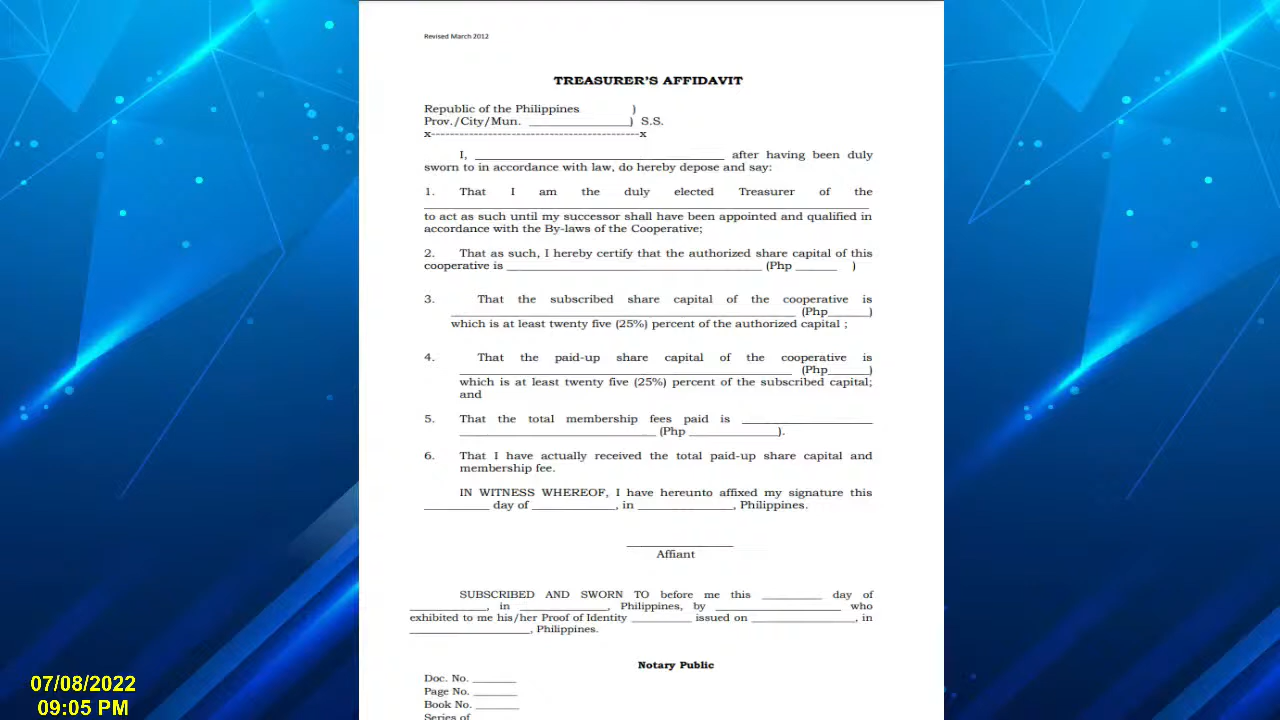 Revised March 2012
TREASURER'S AFFIDAVIT
Republic of the Philippines )
Prov./City/Mun. __________________) S.S.
x---------------------------------------------x
I, ________________________________________ after having been duly
sworn to in accordance with law, do hereby depose and say:
1. That I am the duly elected Treasurer of the
________________________________________________________________________
to act as such until my successor shall have been appointed and qualified in
accordance with the By-laws of the Cooperative;
2. That as such, I hereby certify that the authorized share capital of this
cooperative is __________________________________________ (Php _______ )
3. That the subscribed share capital of the cooperative is
_________________________________________________________ (Php_______)
which is at least twenty five (25%) percent of the authorized capital ;
4. That the paid-up share capital of the cooperative is
_______________________________________________________ (Php_______)
which is at least twenty five (25%) percent of the subscribed capital;
and
5. That the total membership fees paid is _____________________
________________________________ (Php ______________).
6. That I have actually received the total paid-up share capital and
membership fee.
IN WITNESS WHEREOF, I have hereunto affixed my signature this
___________ day of ______________, in ________________, Philippines.
__________________
Affiant
SUBSCRIBED AND SWORN TO before me this __________ day of
_____________, in _______________, Philippines, by _____________________ who
exhibited to me his/her Proof of Identity __________ issued on _________________, in
____________________, Philippines.
Notary Public
Doc. No. _______
Page No. _______
Book No. _______
Series of
07/08/2022
09:05 PM